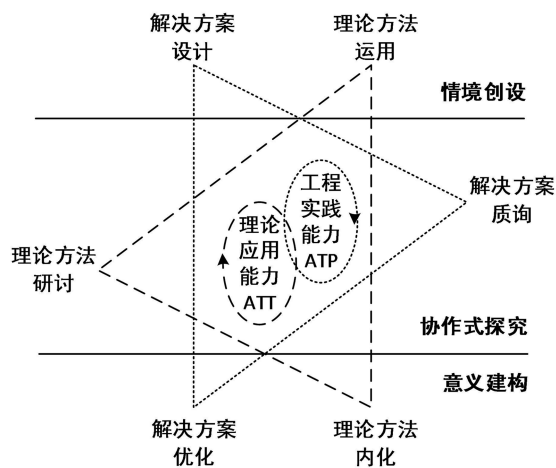 解决方案
设计
理论方法
运用
情境创设
工程
实践
能力
ATP
解决方案
质询
理论
应用
能力
ATT
理论方法
研讨
协作式探究
意义建构
解决方案
优化
理论方法
内化